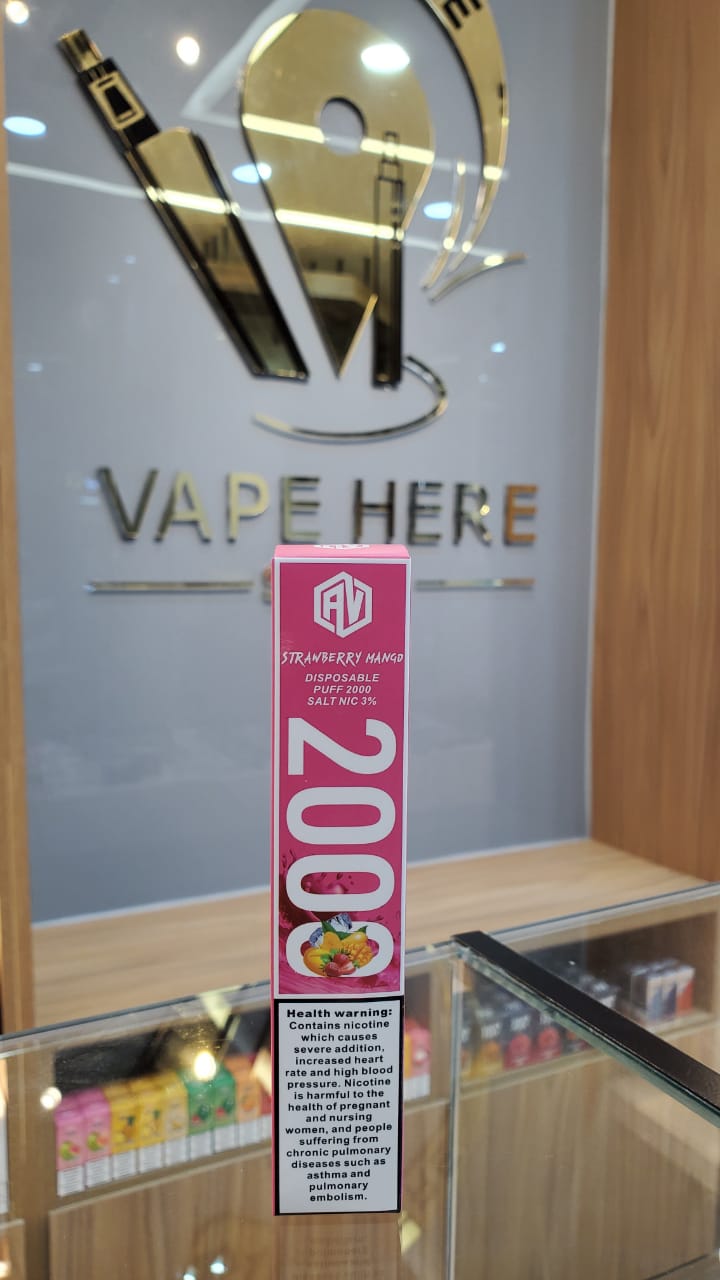 VAPE HERE
AV
STRAWBERRY MANGO
DISPOSABLE
PUFF 2000
SALT NIC 3%
2000
Health warning:
Contains nicotine
which causes
severe addition,
increased heart
rate and high blood
pressure. Nicotine
is harmful to the
health of pregnant
and nursing
women, and people
suffering from
chronic pulmonary
diseases such as
asthma and
pulmonary
embolism.